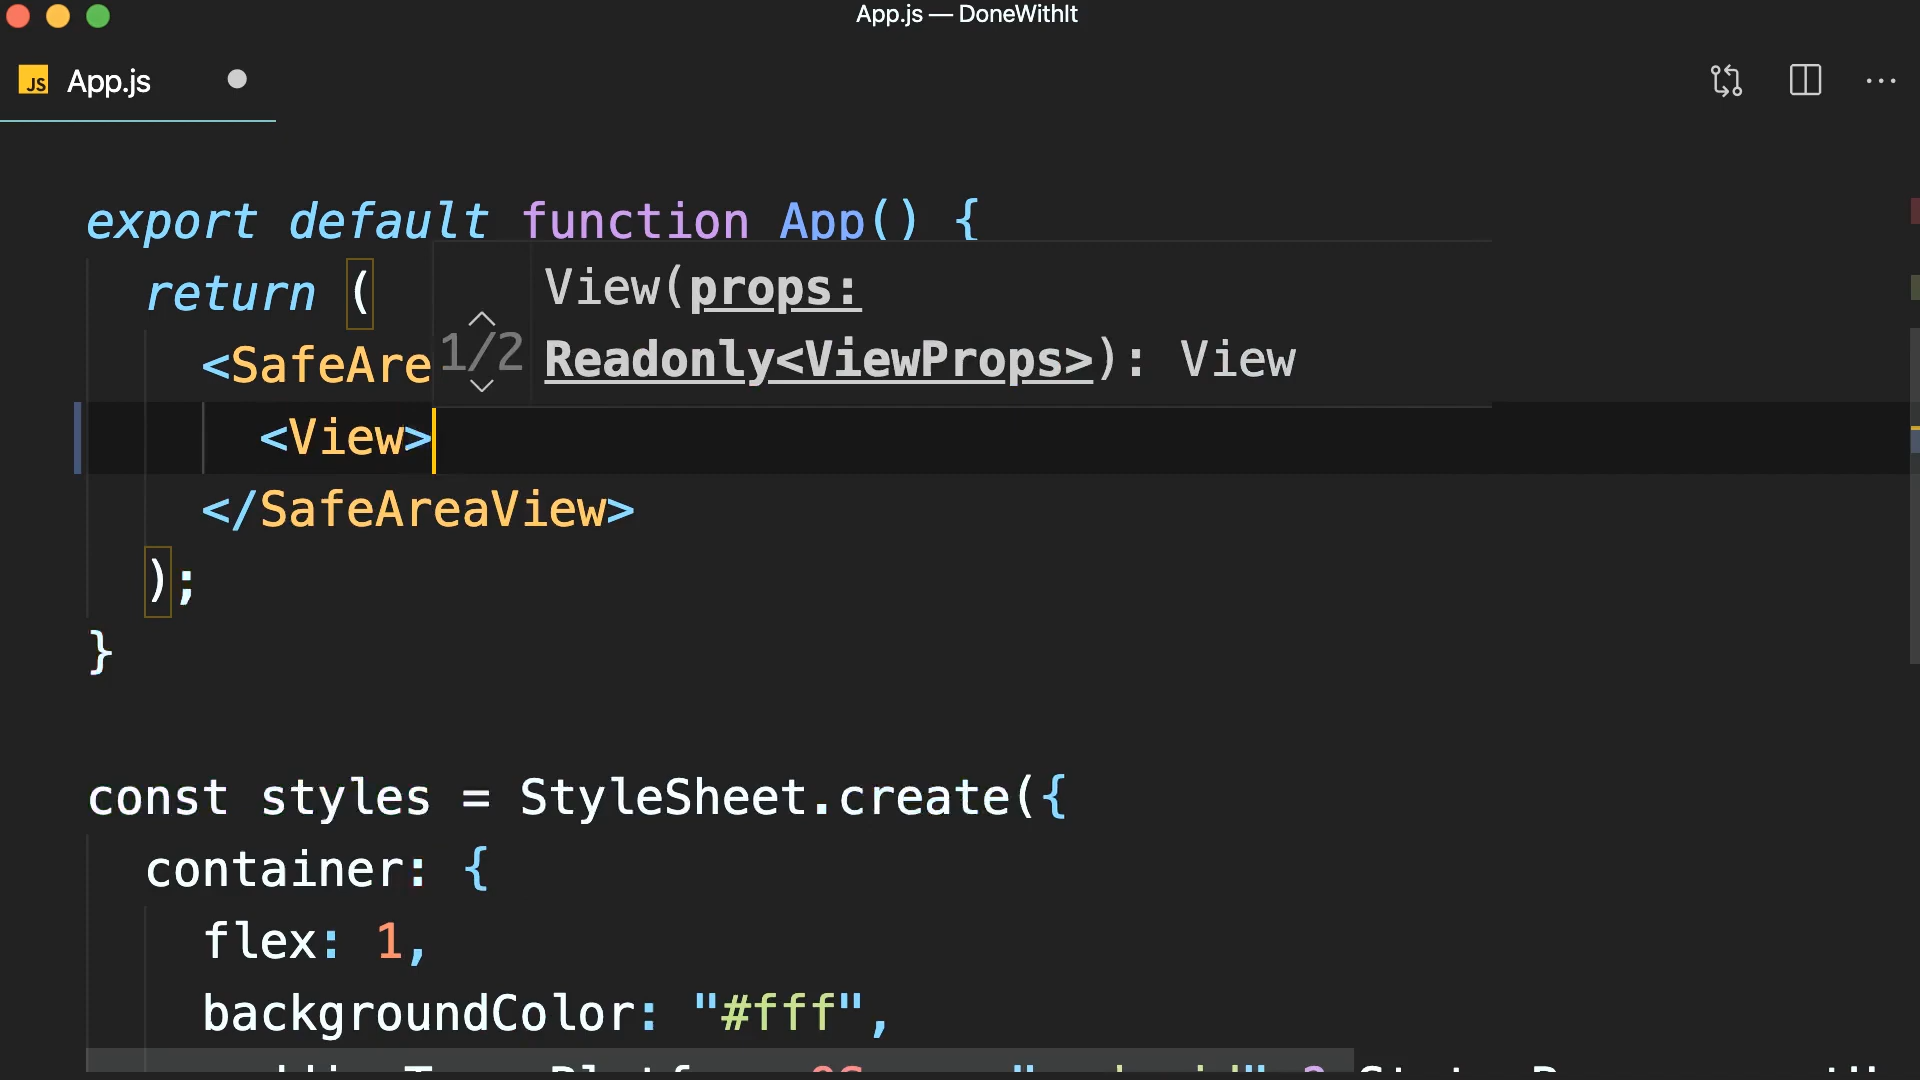 App.js — DoneWithIt
JS App.js
export default function App() {
return (
<SafeAre
1/2
View(props:
Readonly<ViewProps>): View
<View>
</SafeAreaView>
);
}
const styles = StyleSheet.create({
container: {
flex: 1,
backgroundColor: "#fff",